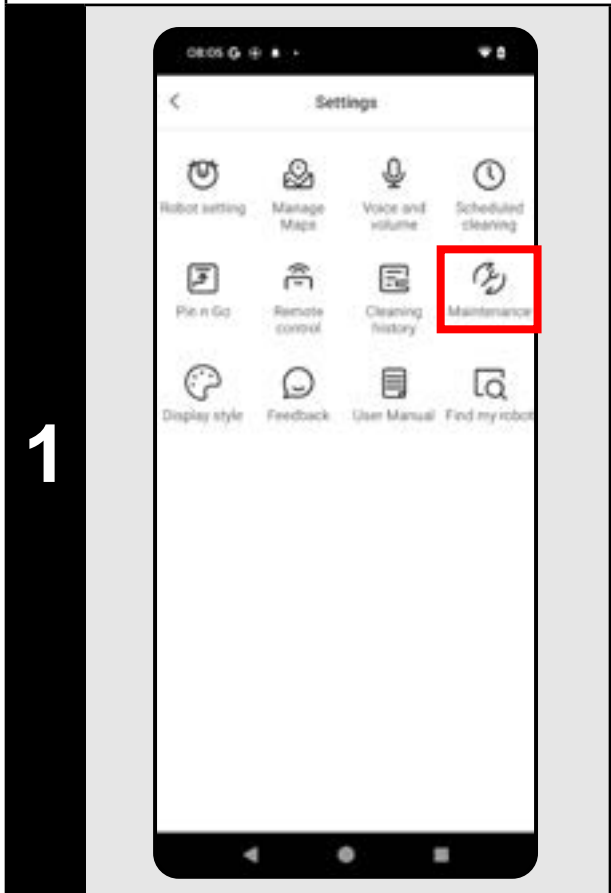 08:05 G
Settings
Robot setting
Manage
Maps
Voice and
volume
Scheduled
cleaning
Pin n Go
Remote
control
Cleaning
history
Maintenance
Display style
Feedback
User Manual
Find my robot
1